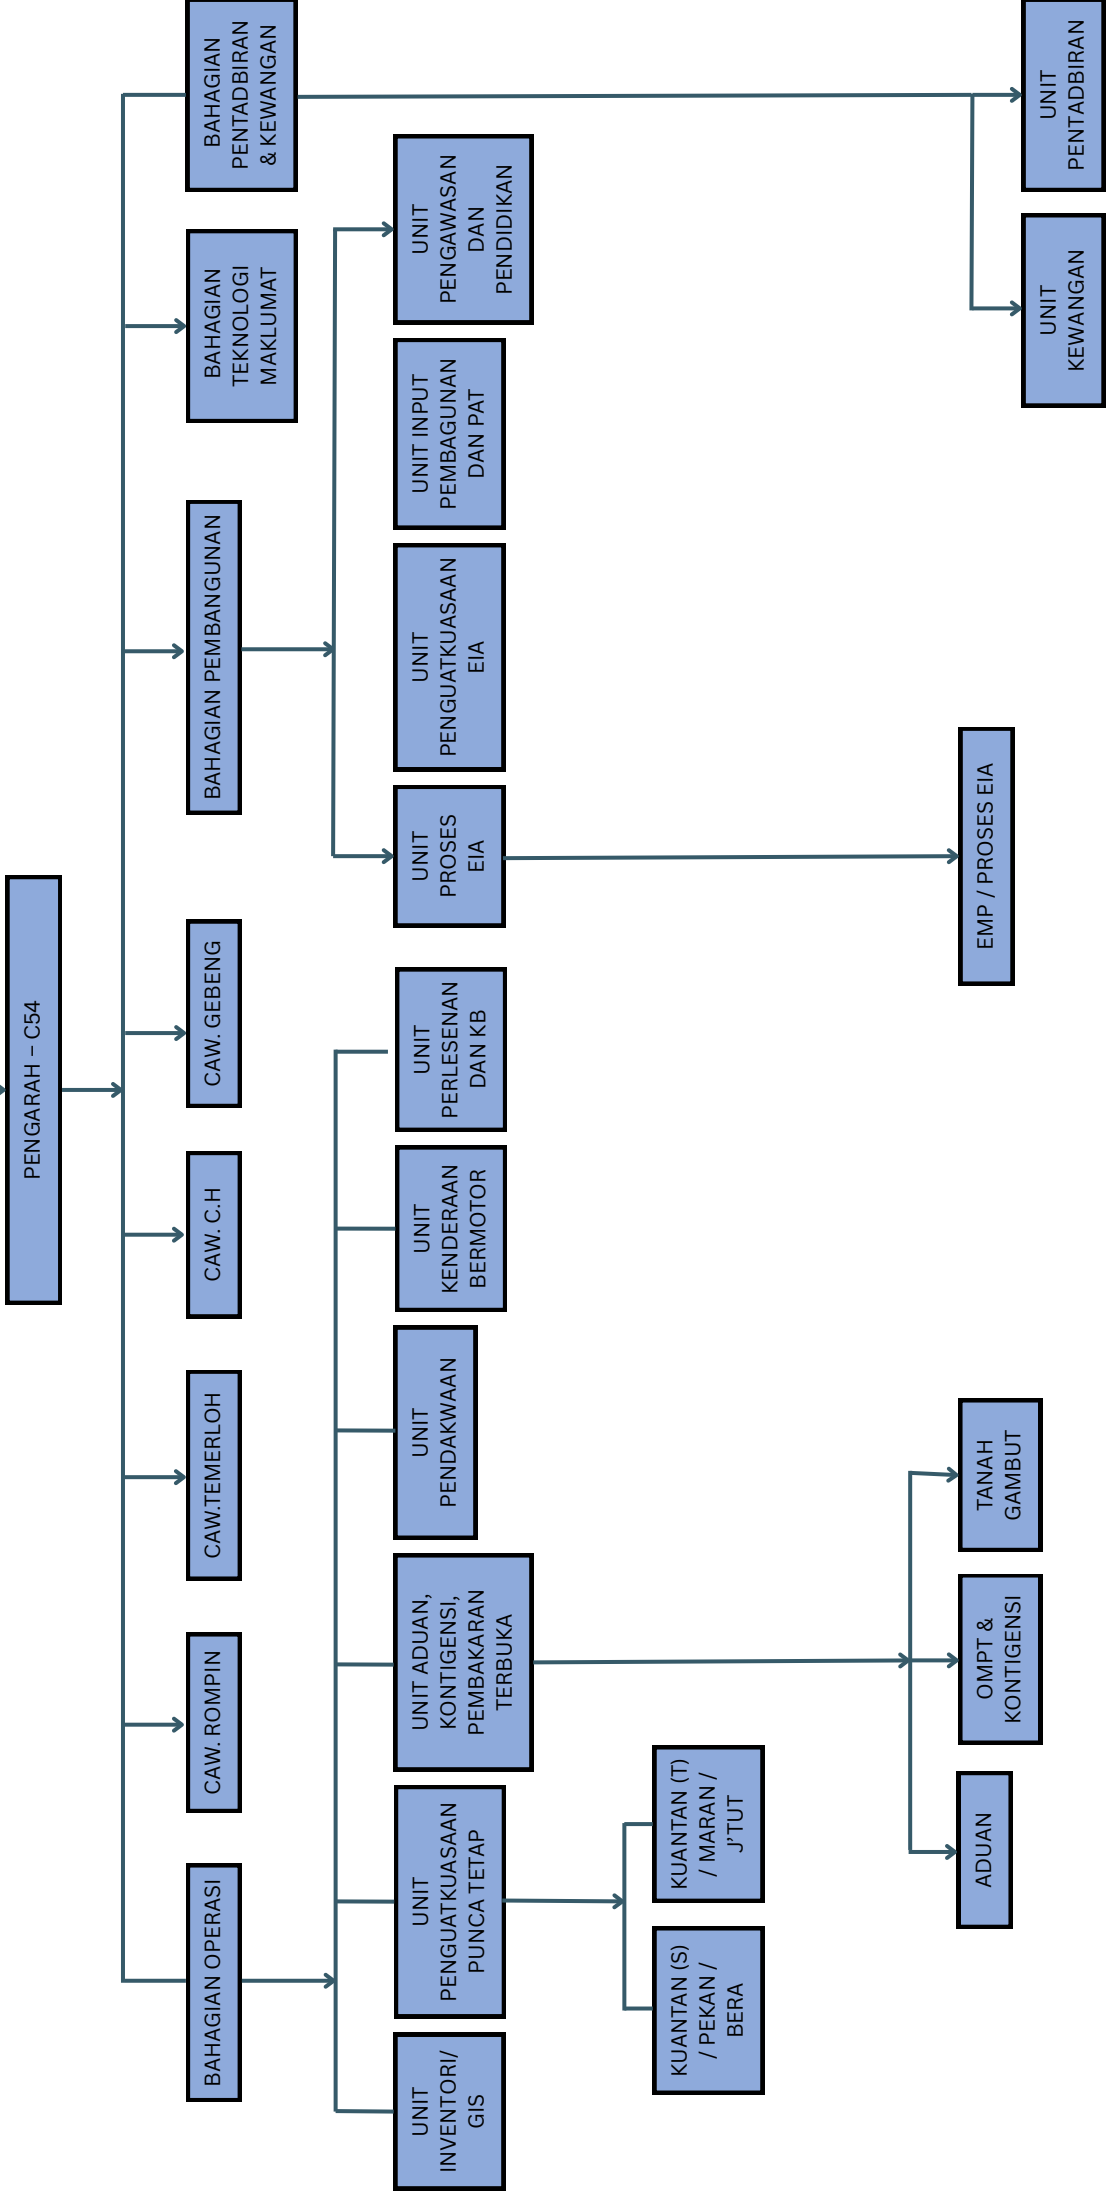 PENGARAH – C54
BAHAGIAN OPERASI
CAW. ROMPIN
CAW.TEMERLOH
CAW. C.H
CAW. GEBENG
BAHAGIAN PEMBANGUNAN
BAHAGIAN
TEKNOLOGI
MAKLUMAT
BAHAGIAN
PENTADBIRAN
& KEWANGAN
UNIT
INVENTORI/
GIS
UNIT
PENGUATKUASAAN
PUNCA TETAP
UNIT ADUAN,
KONTIGENSI,
PEMBAKARAN
TERBUKA
UNIT
PENDAKWAAN
UNIT
KENDERAAN
BERMOTOR
UNIT
PERLESENAN
DAN KB
UNIT
PROSES
EIA
UNIT
PENGUATKUASAAN
EIA
UNIT INPUT
PEMBAGUNAN
DAN PAT
UNIT
PENGAWASAN
DAN
PENDIDIKAN
KUANTAN (S)
/ PEKAN /
BERA
KUANTAN (T)
/ MARAN /
J'TUT
ADUAN
OMPT &
KONTIGENSI
TANAH
GAMBUT
EMP / PROSES EIA
UNIT
KEWANGAN
UNIT
PENTADBIRAN